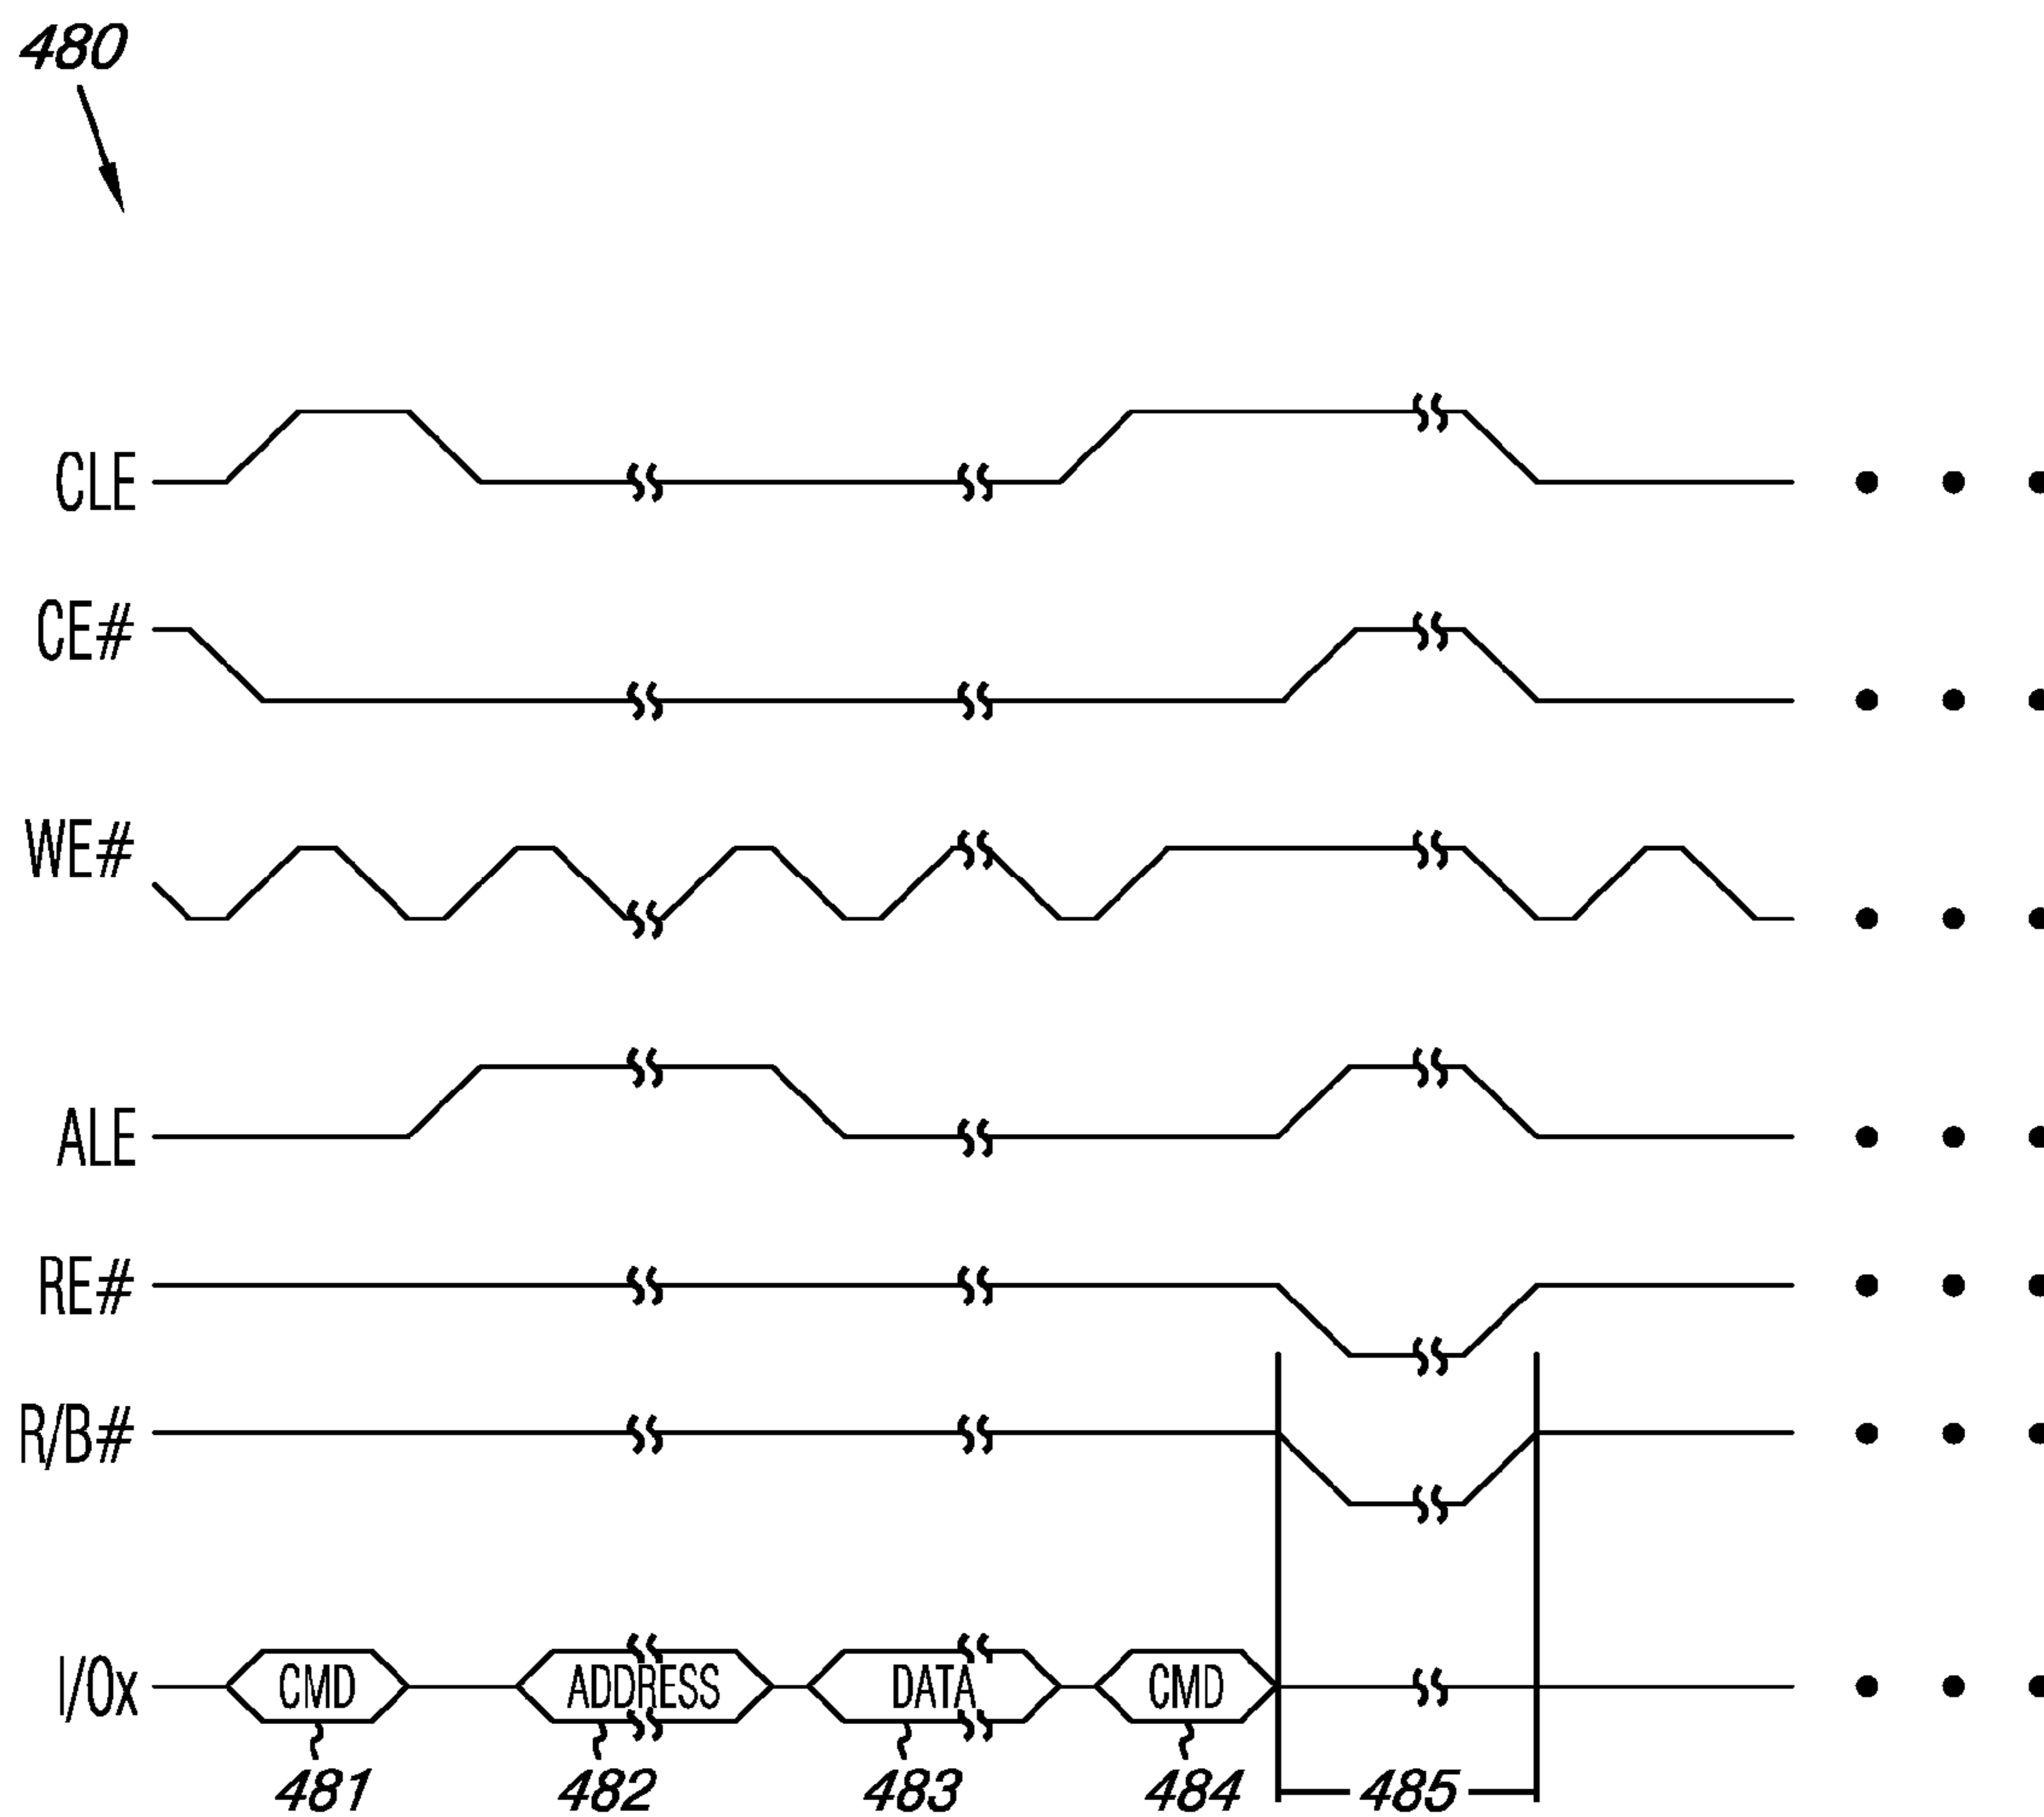 480
CLE
CE#
WE#
ALE
RE#
R/B#
I/Ox
CMD ADDRESS DATA CMD
481 482 483 484 485